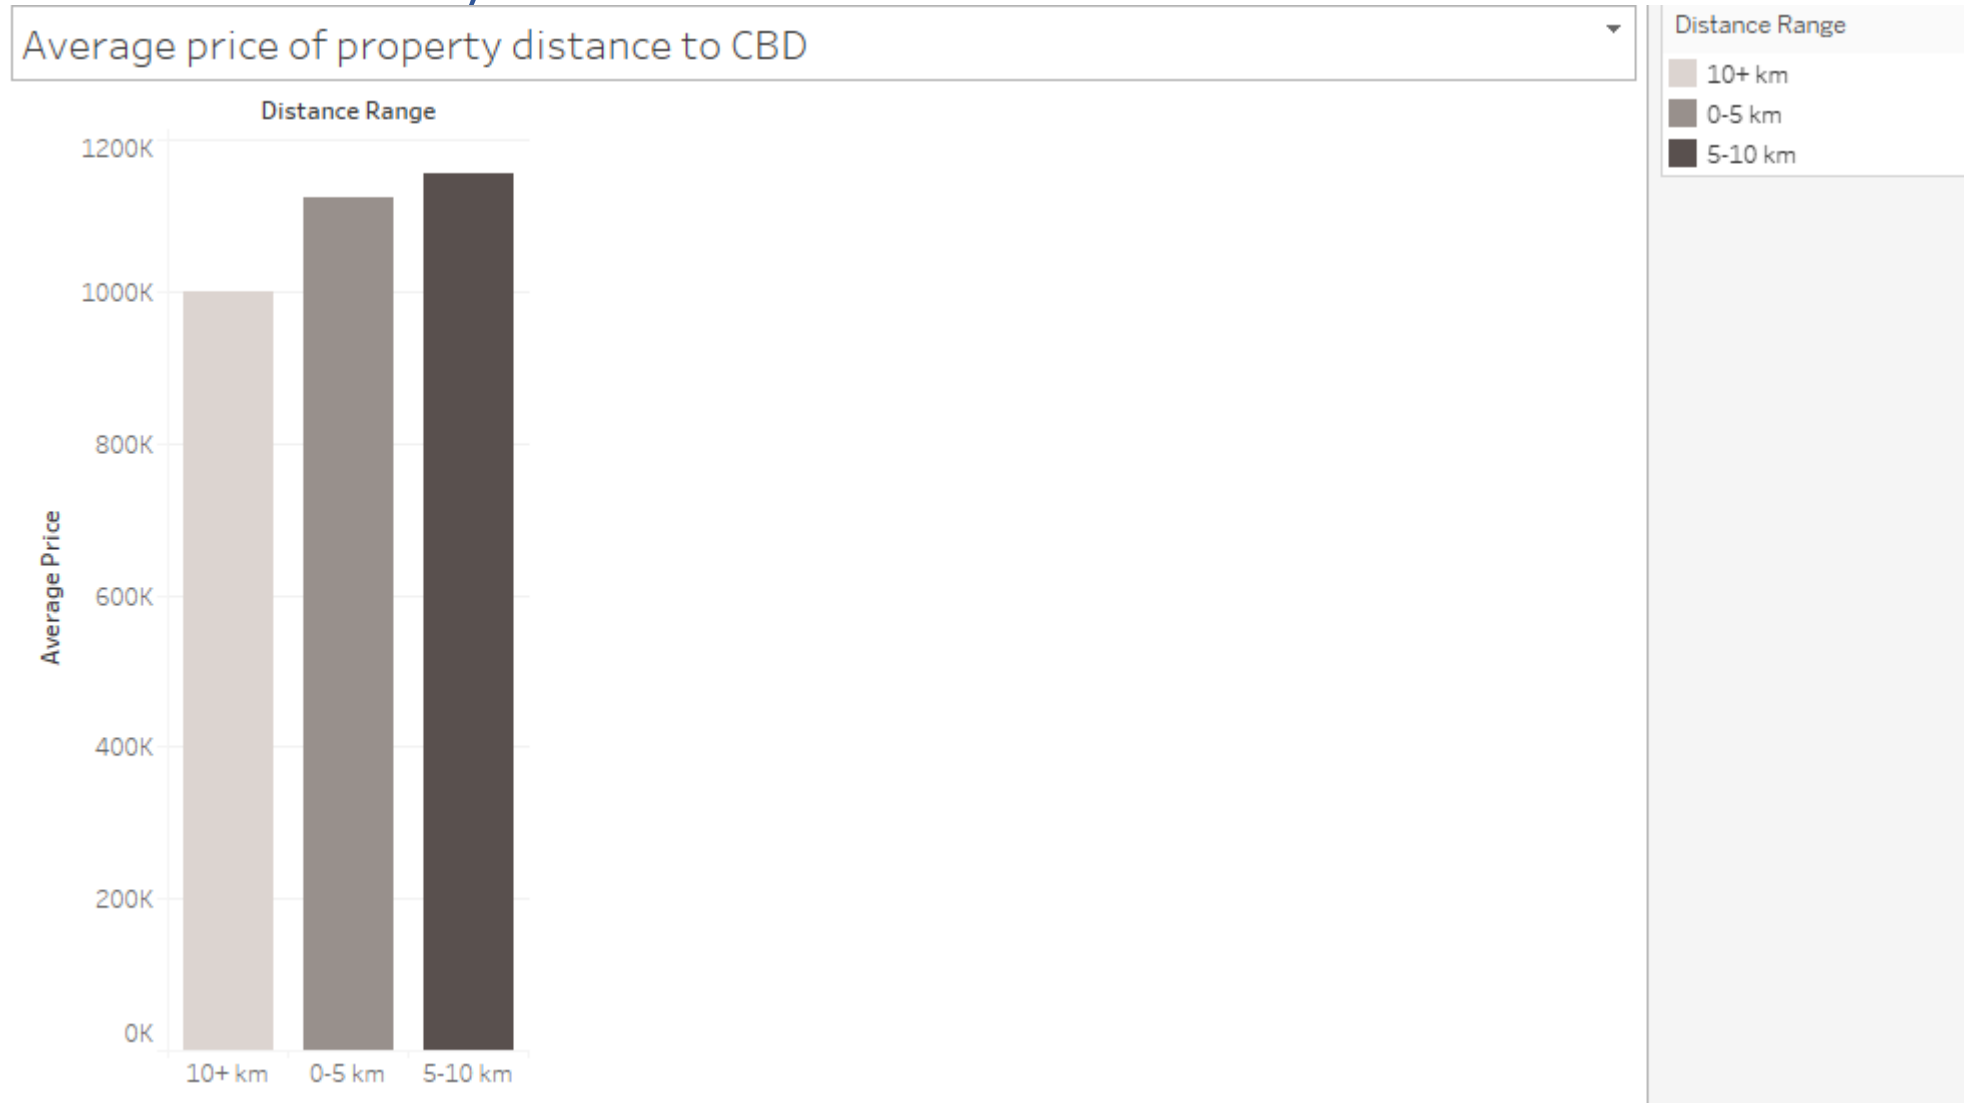 Average price of property distance to CBD
Distance Range
1200K
1000K
800K
600K
400K
200K
0K
Average Price
10+ km
0-5 km
5-10 km
Distance Range
10+ km
0-5 km
5-10 km